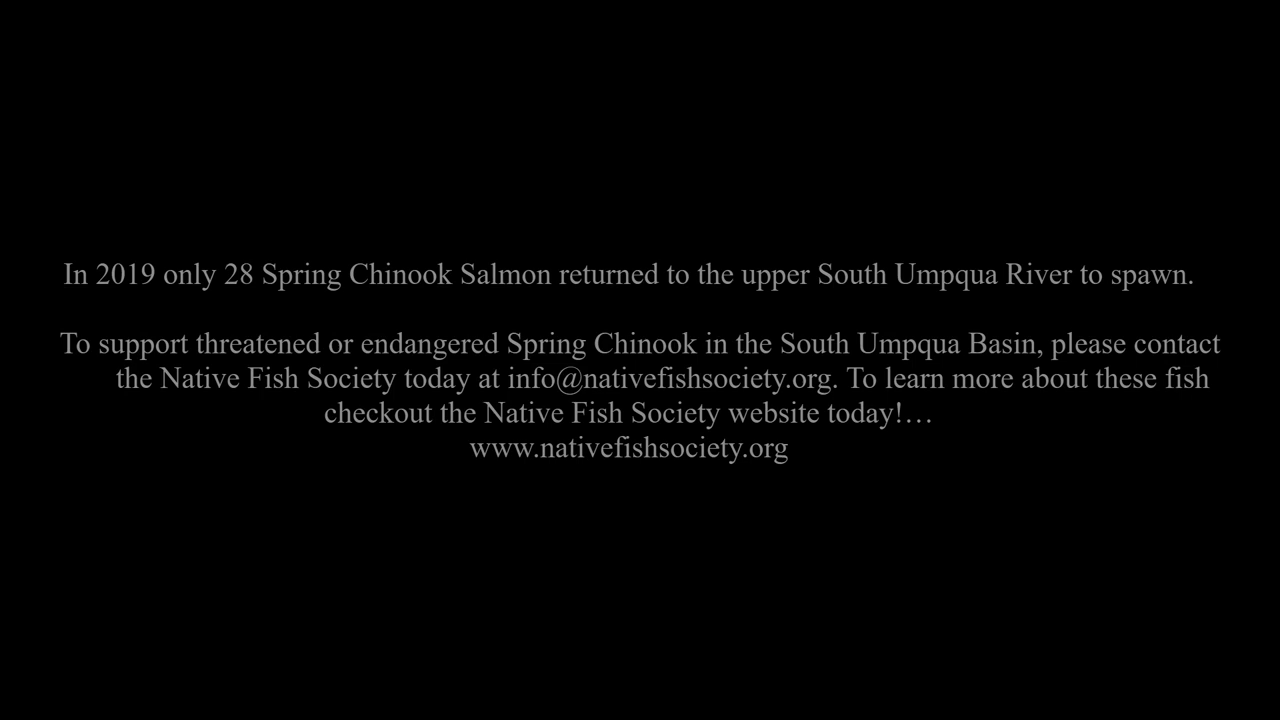 In 2019 only 28 Spring Chinook Salmon returned to the upper South Umpqua River to spawn.
To support threatened or endangered Spring Chinook in the South Umpqua Basin, please contact
the Native Fish Society today at info@nativefishsociety.org. To learn more about these fish
checkout the Native Fish Society website today!…
www.nativefishsociety.org